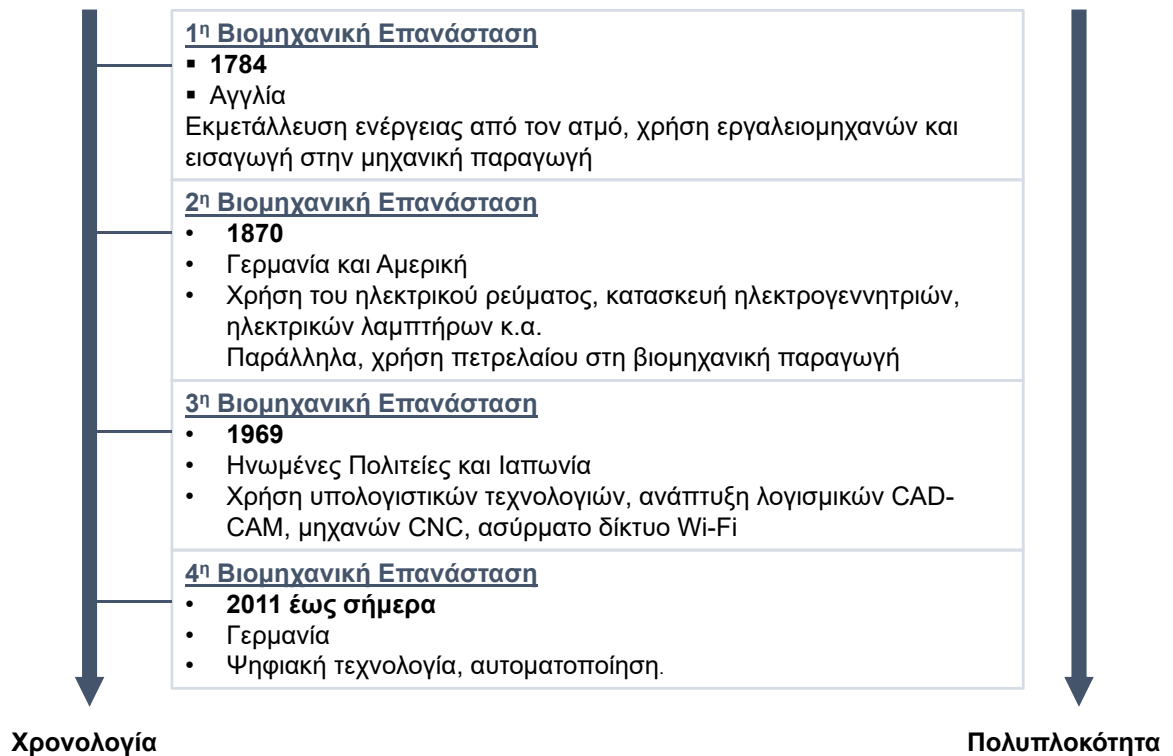 1η Βιομηχανική Επανάσταση
▪ 1784
▪ Αγγλία
Εκμετάλλευση ενέργειας από τον ατμό, χρήση εργαλειομηχανών και
εισαγωγή στην μηχανική παραγωγή
2η Βιομηχανική Επανάσταση
• 1870
• Γερμανία και Αμερική
• Χρήση του ηλεκτρικού ρεύματος, κατασκευή ηλεκτρογεννητριών,
ηλεκτρικών λαμπτήρων κ.α.
Παράλληλα, χρήση πετρελαίου στη βιομηχανική παραγωγή
3η Βιομηχανική Επανάσταση
• 1969
• Ηνωμένες Πολιτείες και Ιαπωνία
• Χρήση υπολογιστικών τεχνολογιών, ανάπτυξη λογισμικών CAD-
CAM, μηχανών CNC, ασύρματο δίκτυο Wi-Fi
4η Βιομηχανική Επανάσταση
• 2011 έως σήμερα
• Γερμανία
• Ψηφιακή τεχνολογία, αυτοματοποίηση.
Χρονολογία
Πολυπλοκότητα